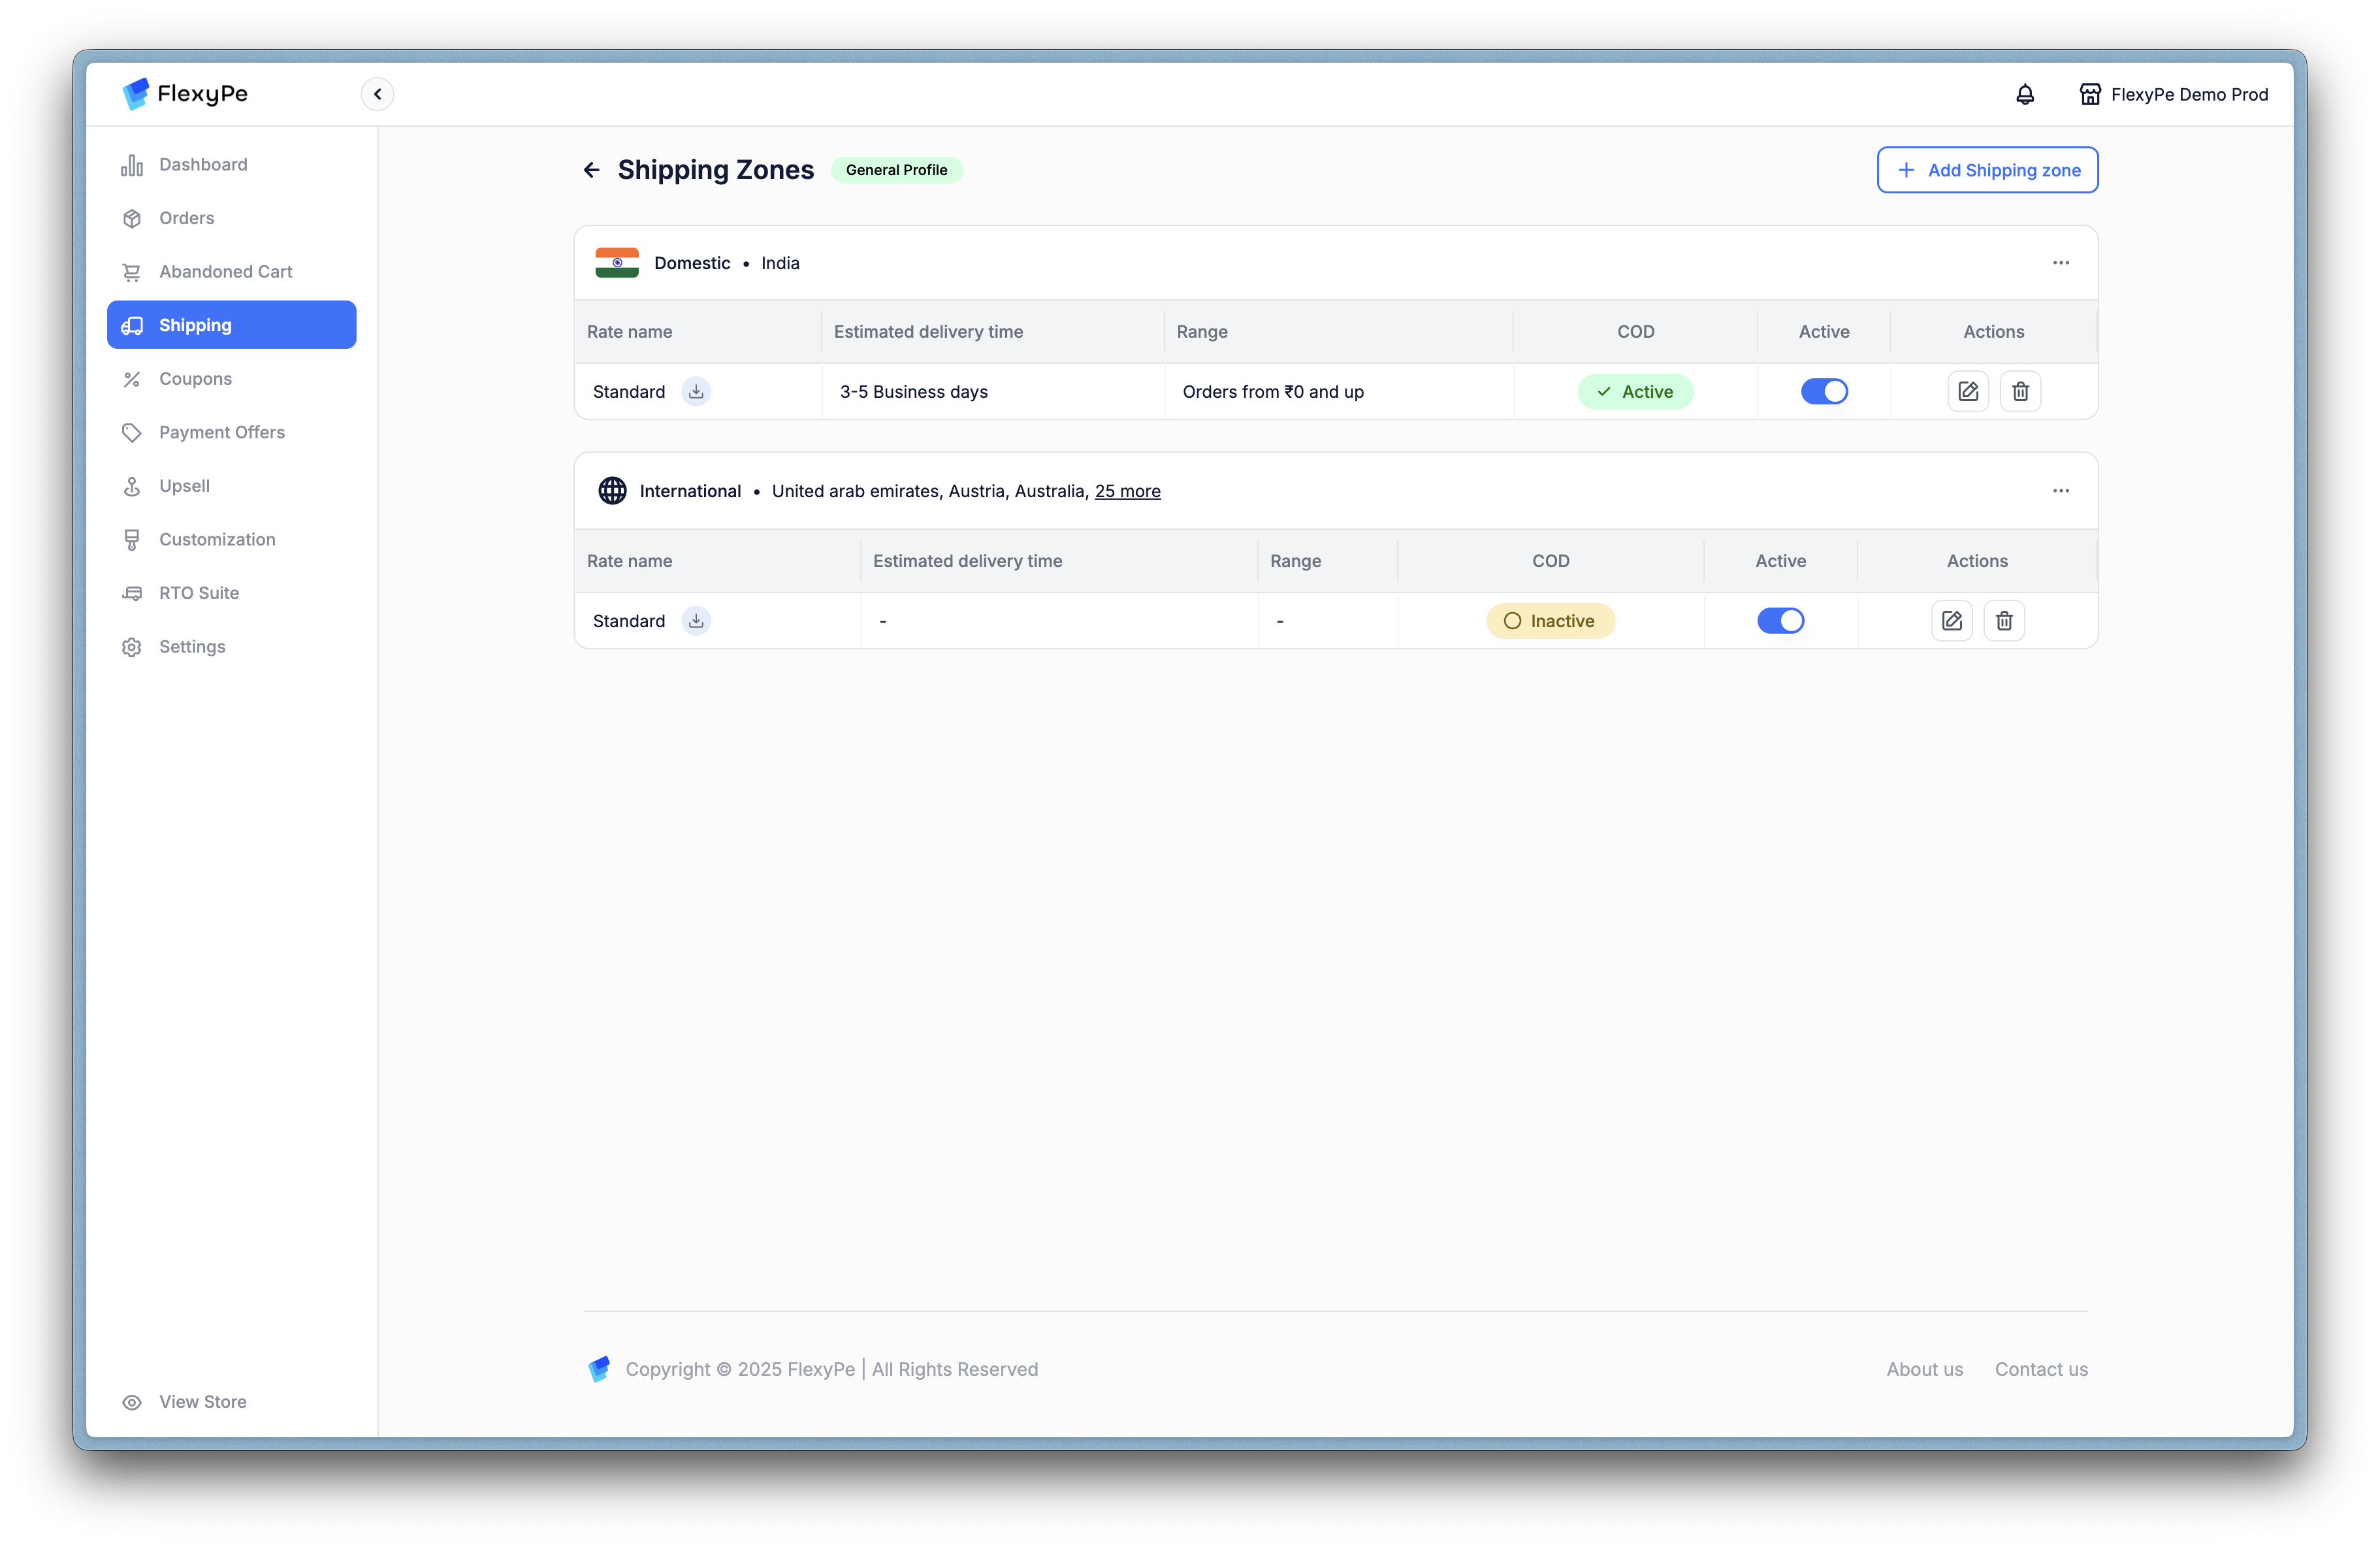 FlexyPe
FlexyPe Demo Prod
Dashboard
Orders
Abandoned Cart
Shipping
Coupons
Payment Offers
Upsell
Customization
RTO Suite
Settings
View Store
Shipping Zones General Profile
+ Add Shipping zone
Domestic • India
Rate name Estimated delivery time Range COD Active Actions
Standard 3-5 Business days Orders from ₹0 and up Active
International • United arab emirates, Austria, Australia, 25 more
Rate name Estimated delivery time Range COD Active Actions
Standard - - Inactive
Copyright © 2025 FlexyPe | All Rights Reserved
About us Contact us